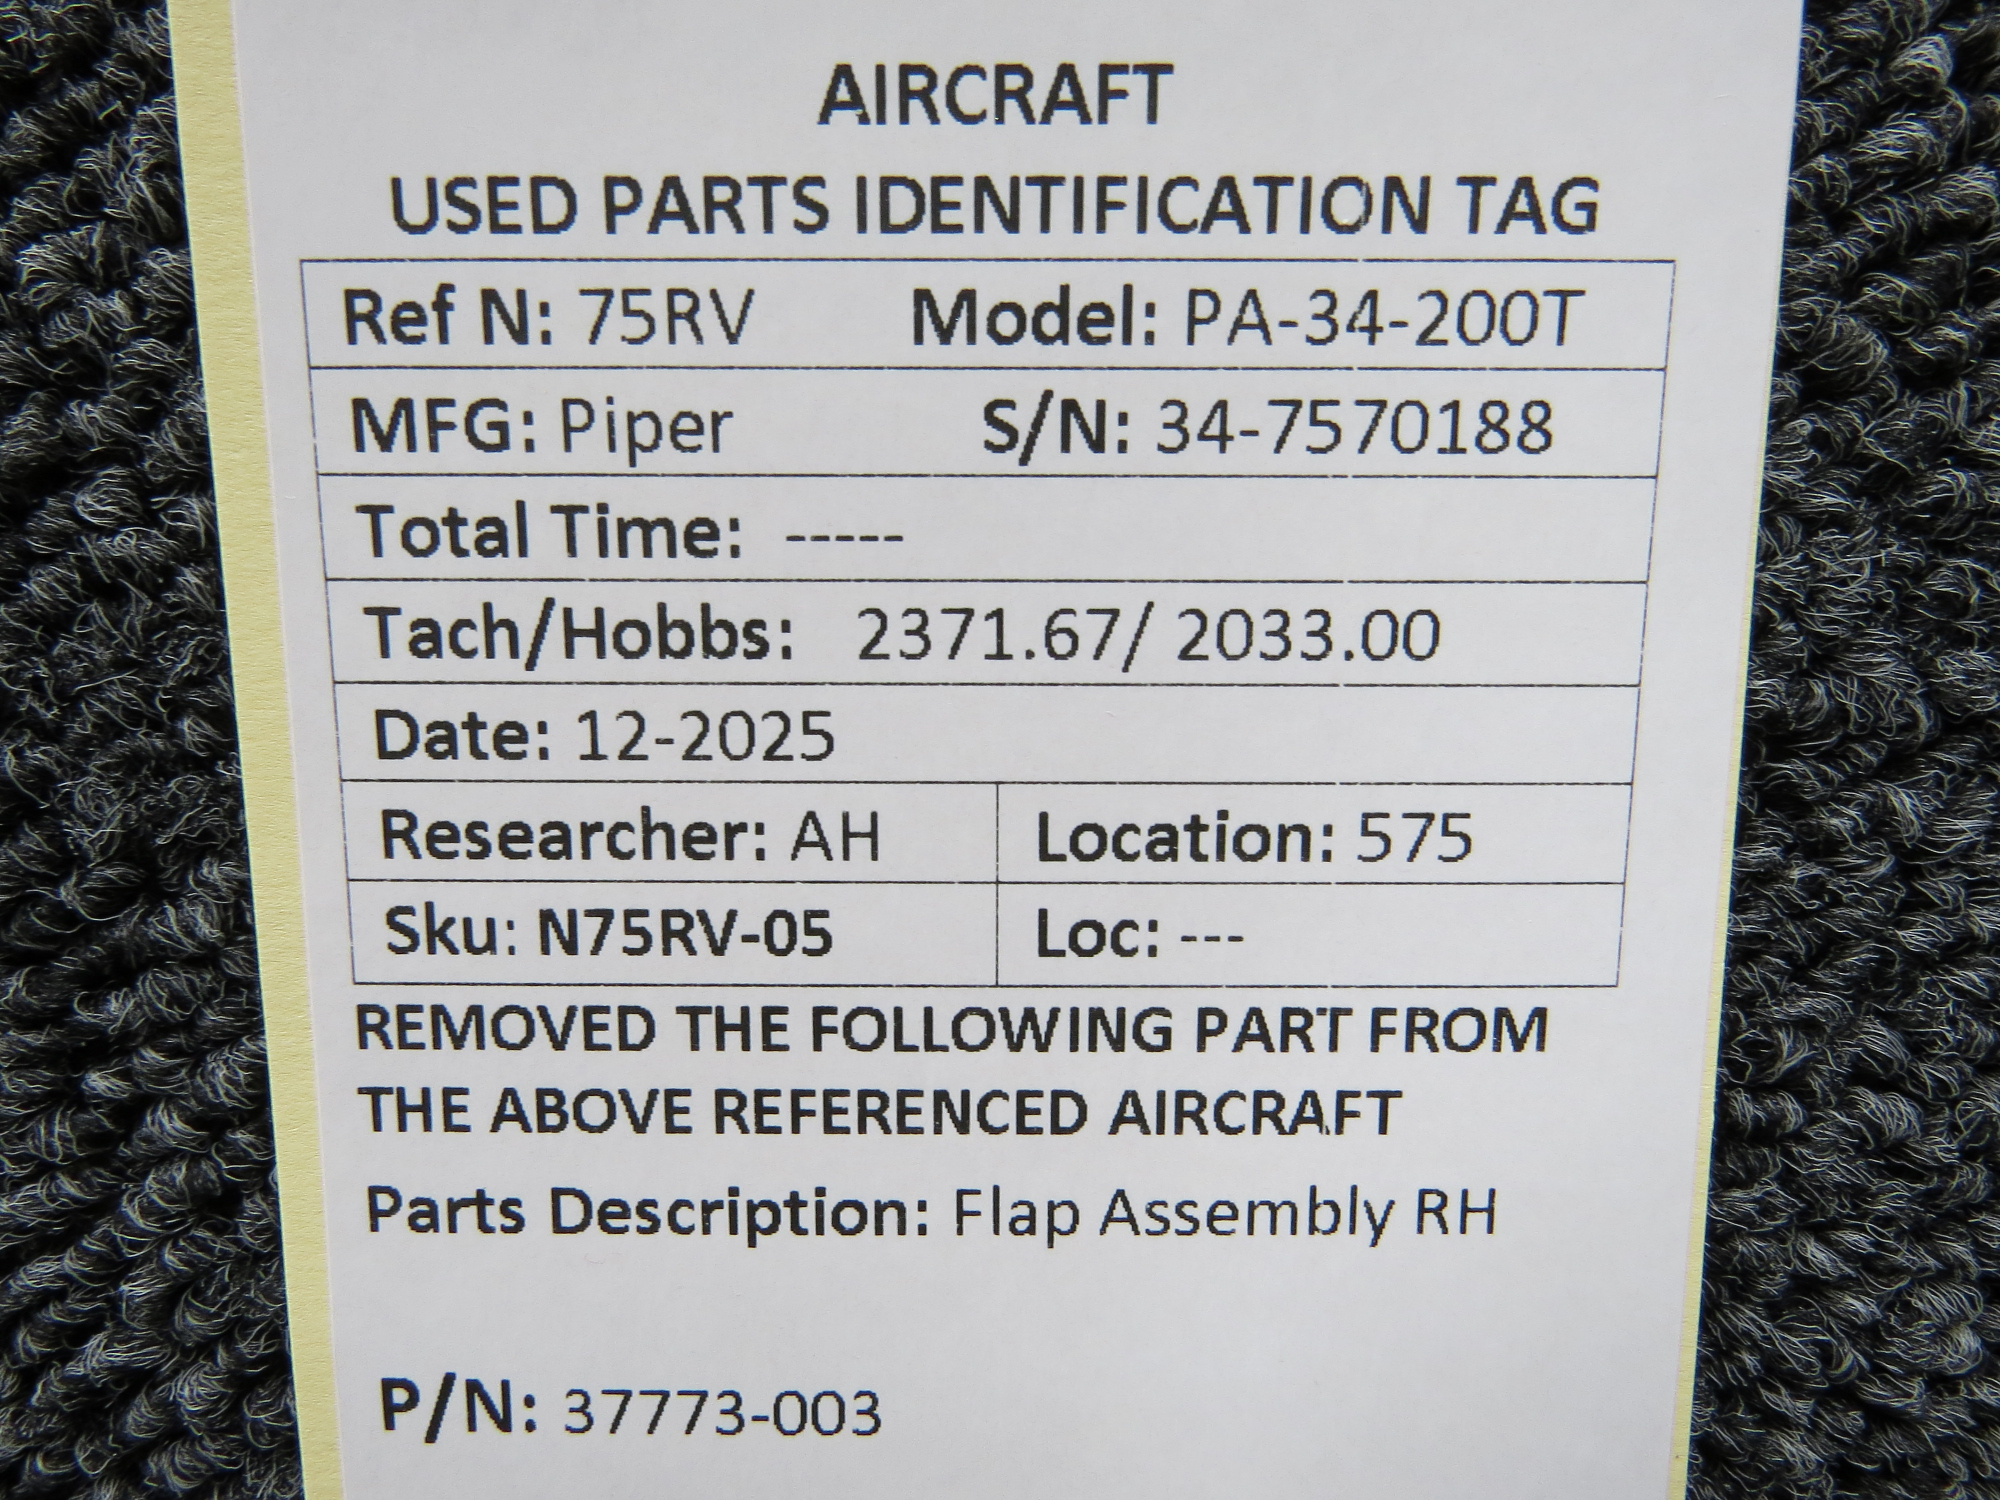 AIRCRAFT
USED PARTS IDENTIFICATION TAG
Ref N: 75RV Model: PA-34-200T
MFG: Piper S/N: 34-7570188
Total Time: -----
Tach/Hobbs: 2371.67/ 2033.00
Date: 12-2025
Researcher: AH Location: 575
Sku: N75RV-05 Loc: ---
REMOVED THE FOLLOWING PART FROM
THE ABOVE REFERENCED AIRCRAFT
Parts Description: Flap Assembly RH
P/N: 37773-003